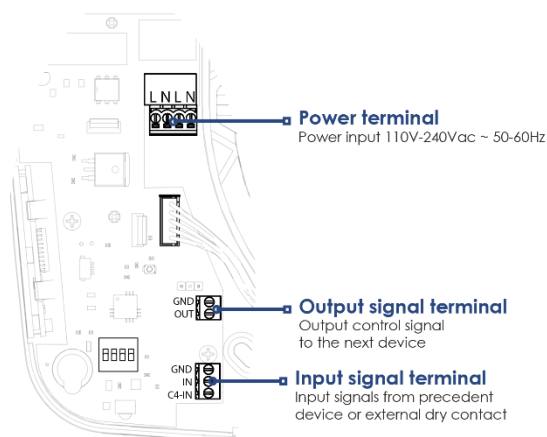 L N L N
Power terminal
Power input 110V-240Vac ~ 50-60Hz
GND
OUT
Output signal terminal
Output control signal
to the next device
GND
IN
C4-IN
Input signal terminal
Input signals from precedent
device or external dry contact